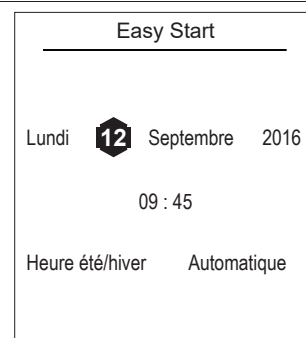 Easy Start
Lundi 12 Septembre 2016
09 : 45
Heure été/hiver Automatique